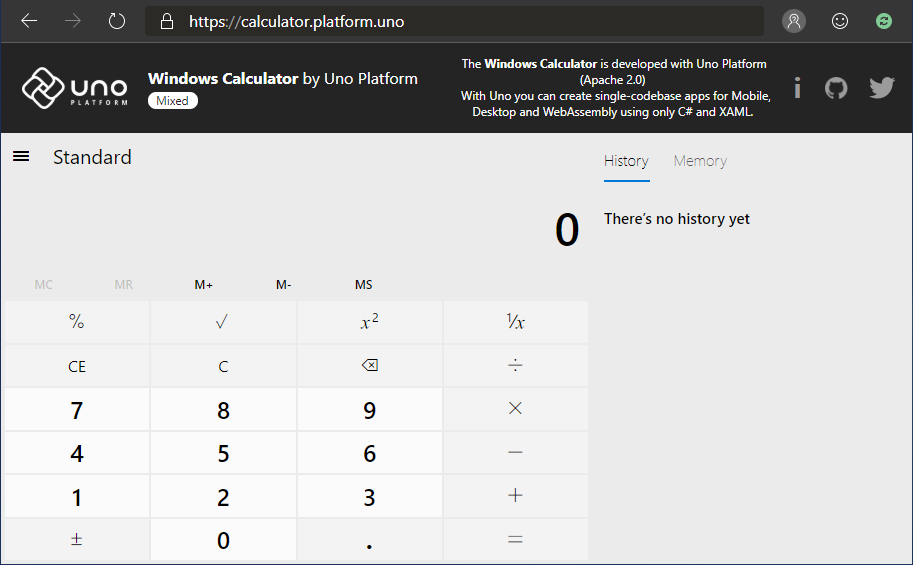 https://calculator.platform.uno
uno
PLATFORM
Windows Calculator by Uno Platform
Mixed
The Windows Calculator is developed with Uno Platform
(Apache 2.0)
With Uno you can create single-codebase apps for Mobile,
Desktop and WebAssembly using only C# and XAML.
i
Standard
History Memory
0
There's no history yet
MC MR M+ M- MS
% √ x² ¹/x
CE C ⌫ ÷
7 8 9 ×
4 5 6 −
1 2 3 +
± 0 . =